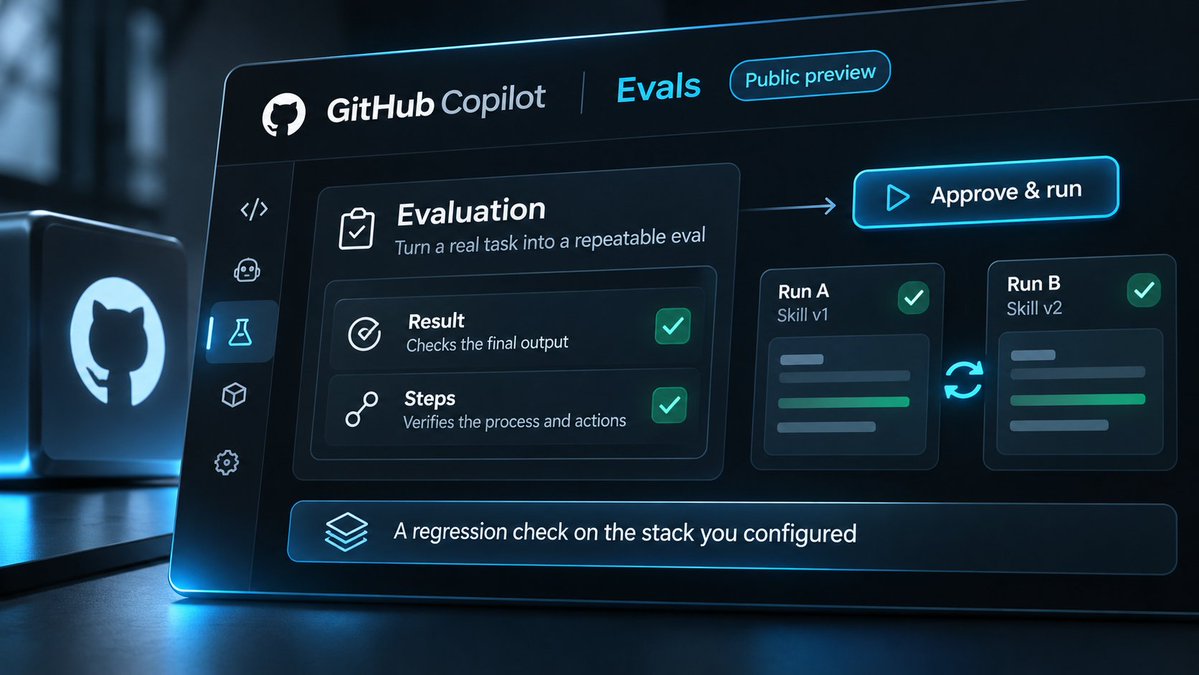 GitHub Copilot
Evals
Public preview
Evaluation
Turn a real task into a repeatable eval
Result
Checks the final output
Steps
Verifies the process and actions
Approve & run
Run A
Skill v1
Run B
Skill v2
A regression check on the stack you configured